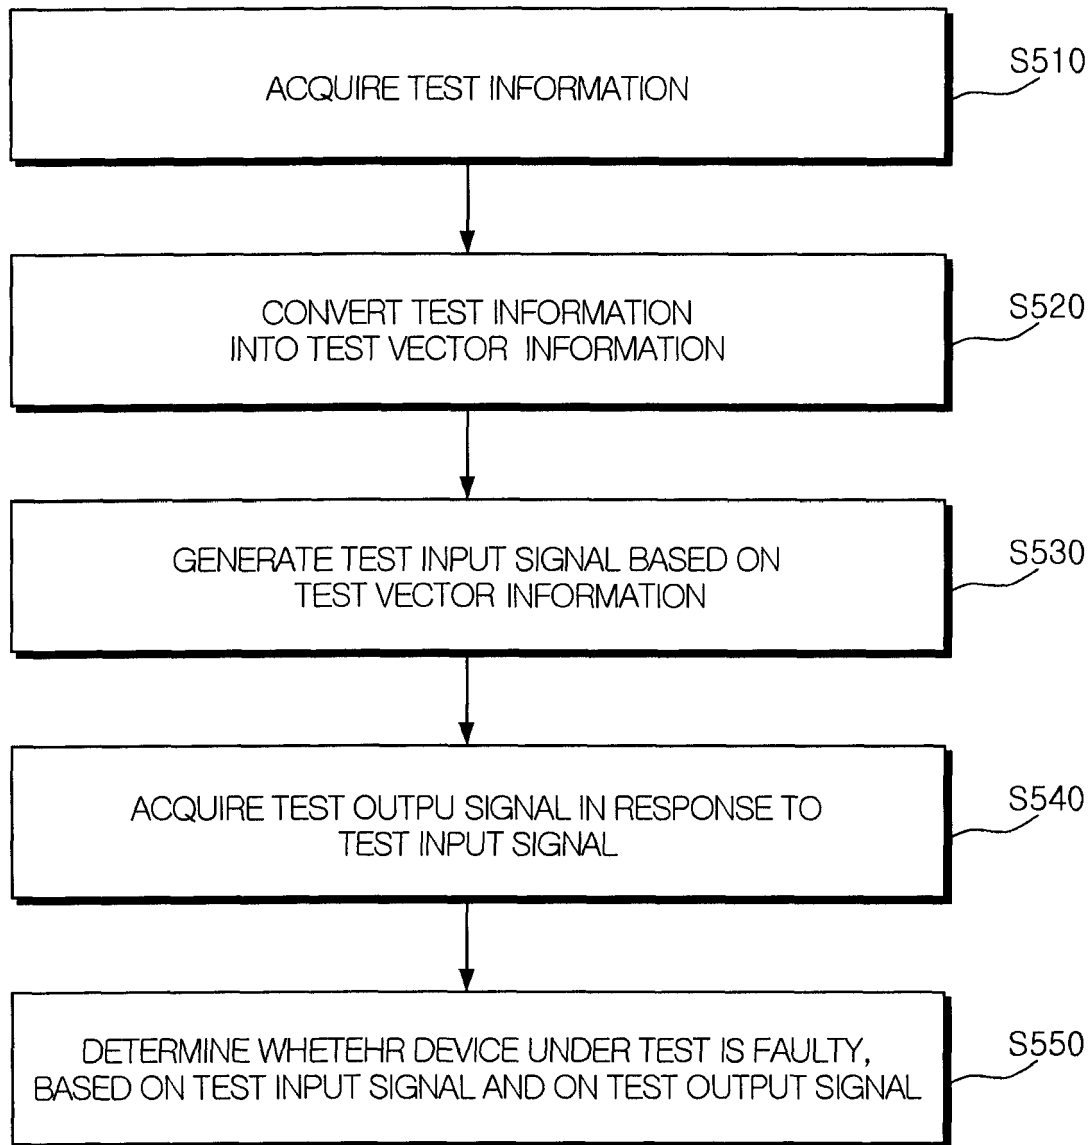 ACQUIRE TEST INFORMATION
S510
CONVERT TEST INFORMATION
INTO TEST VECTOR INFORMATION
S520
GENERATE TEST INPUT SIGNAL BASED ON
TEST VECTOR INFORMATION
S530
ACQUIRE TEST OUTPU SIGNAL IN RESPONSE TO
TEST INPUT SIGNAL
S540
DETERMINE WHETEHR DEVICE UNDER TEST IS FAULTY,
BASED ON TEST INPUT SIGNAL AND ON TEST OUTPUT SIGNAL
S550